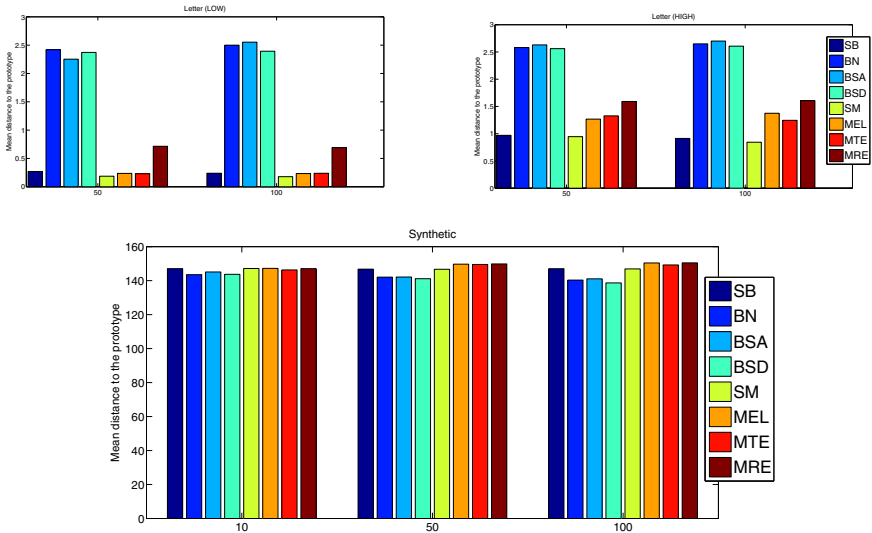 Letter (LOW)
Mean distance to the prototype
3
2.5
2
1.5
1
0.5
0
50
100
Letter (HIGH)
Mean distance to the prototype
3
2.5
2
1.5
1
0.5
0
50
100
SB
BN
BSA
BSD
SM
MEL
MTE
MRE
Synthetic
Mean distance to the prototype
160
140
120
100
80
60
40
20
0
10
50
100
SB
BN
BSA
BSD
SM
MEL
MTE
MRE